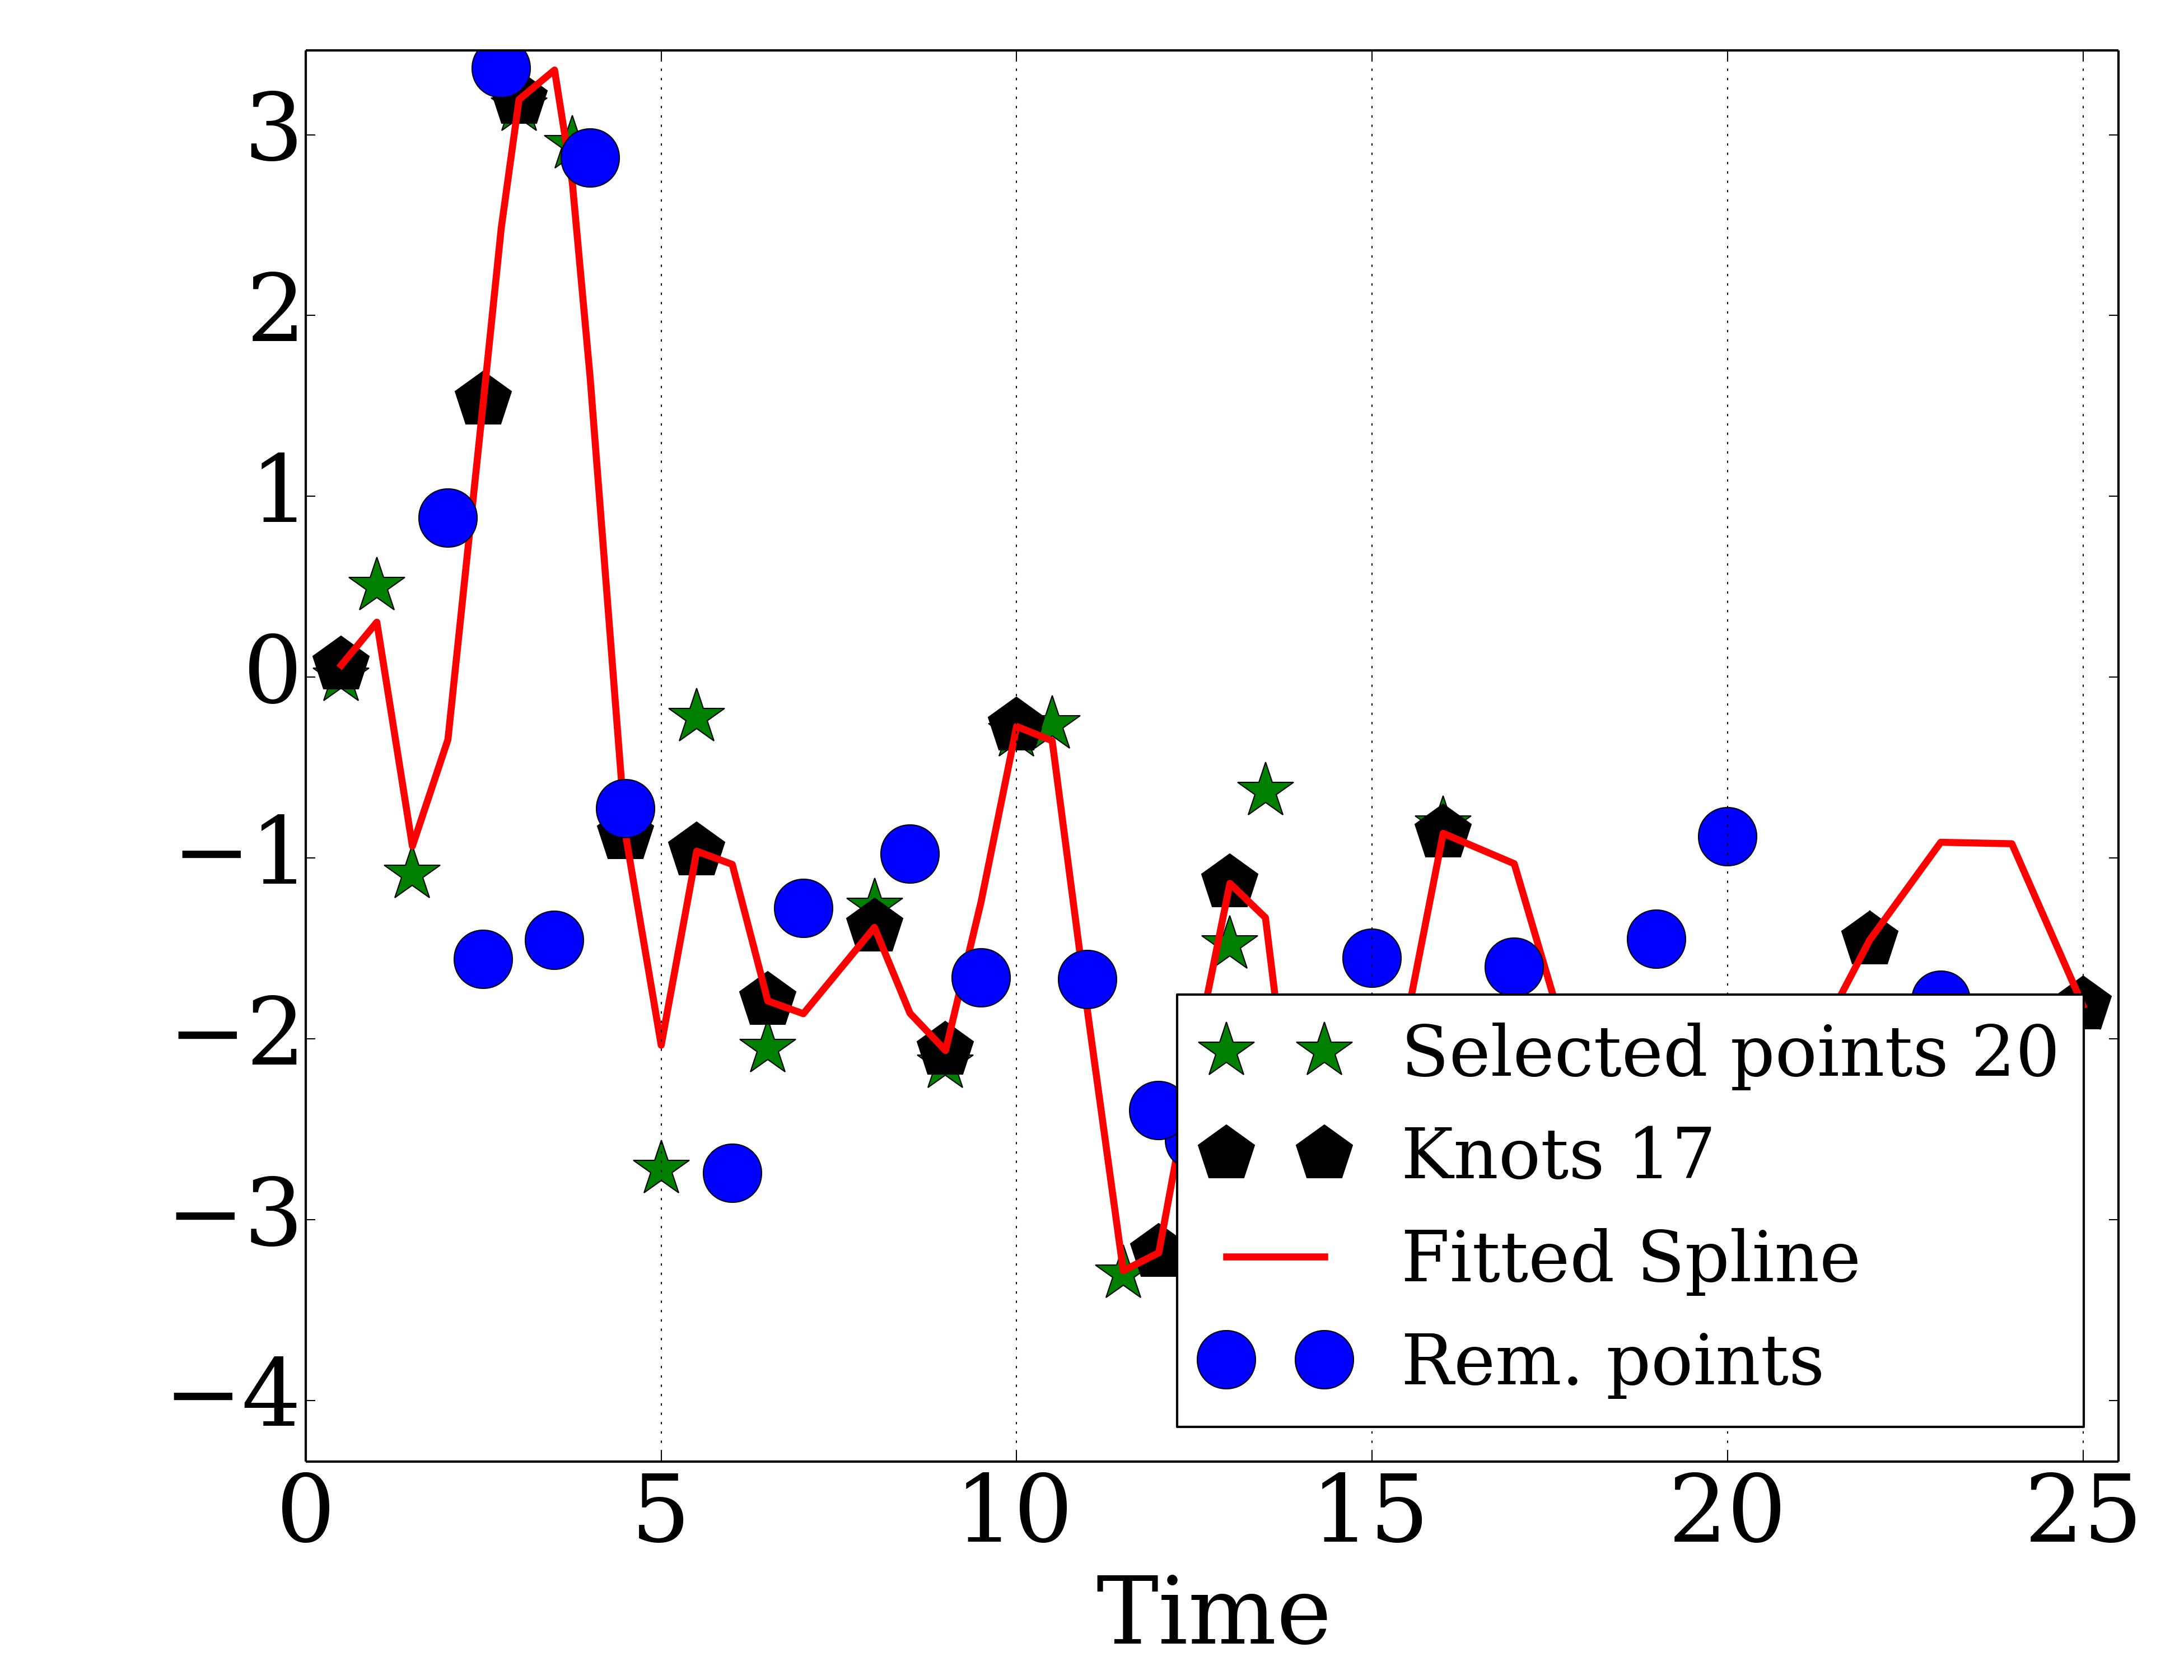 3
2
1
0
−1
−2
−3
−4
0 5 10 15 20 25
Time
Selected points 20
Knots 17
Fitted Spline
Rem. points